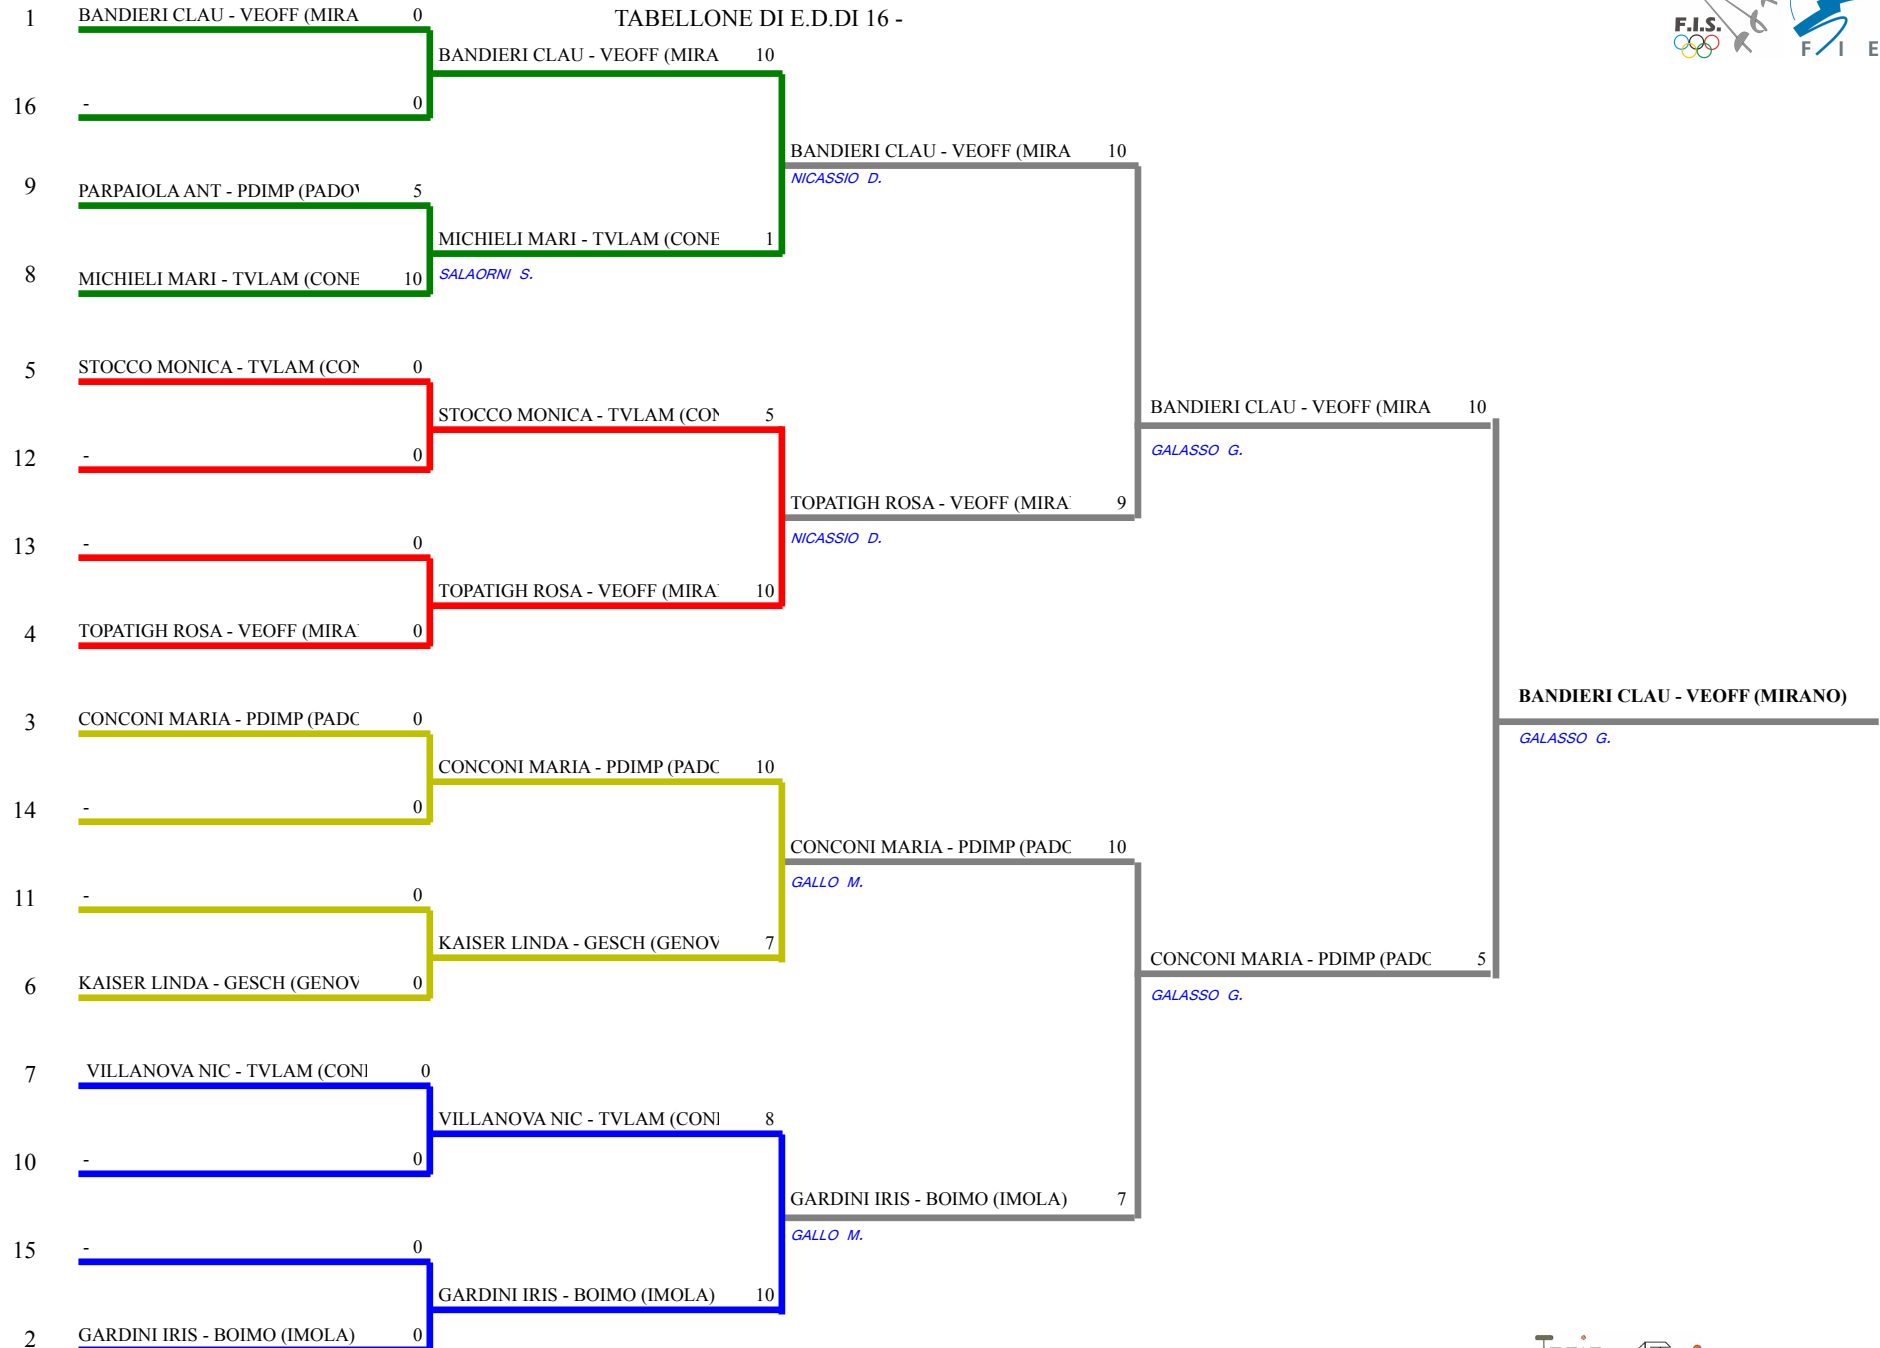 TABELLONE DI E.D.DI 16 -
F.I.S.
F I E
1 BANDIERI CLAU - VEOFF (MIRA 0
BANDIERI CLAU - VEOFF (MIRA 10
16 - 0
BANDIERI CLAU - VEOFF (MIRA 10
NICASSIO D.
9 PARPAIOLA ANT - PDIMP (PADOV 5
MICHIELI MARI - TVLAM (CONE 1
SALAORNI S.
8 MICHIELI MARI - TVLAM (CONE 10
5 STOCCO MONICA - TVLAM (CON 0
BANDIERI CLAU - VEOFF (MIRA 10
STOCCO MONICA - TVLAM (CON 5
GALASSO G.
12 - 0
TOPATIGH ROSA - VEOFF (MIRA 9
NICASSIO D.
13 - 0
TOPATIGH ROSA - VEOFF (MIRA 10
4 TOPATIGH ROSA - VEOFF (MIRA 0
BANDIERI CLAU - VEOFF (MIRANO)
GALASSO G.
3 CONCONI MARIA - PDIMP (PADO 0
CONCONI MARIA - PDIMP (PADO 10
14 - 0
CONCONI MARIA - PDIMP (PADO 10
GALLO M.
11 - 0
KAISER LINDA - GESCH (GENOV 7
CONCONI MARIA - PDIMP (PADO 5
GALASSO G.
6 KAISER LINDA - GESCH (GENOV 0
7 VILLANOVA NIC - TVLAM (CONE 0
VILLANOVA NIC - TVLAM (CONE 8
10 - 0
GARDINI IRIS - BOIMO (IMOLA) 7
GALLO M.
15 - 0
GARDINI IRIS - BOIMO (IMOLA) 10
2 GARDINI IRIS - BOIMO (IMOLA) 0